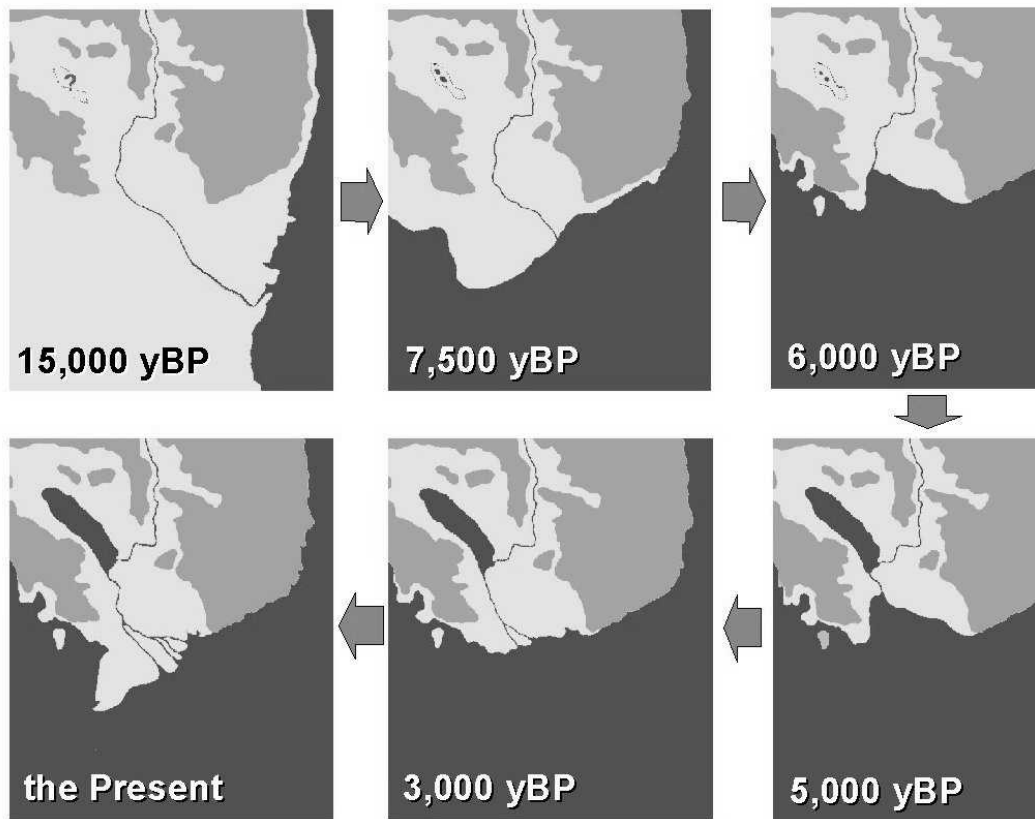 ?
15,000 yBP
7,500 yBP
6,000 yBP
the Present
3,000 yBP
5,000 yBP